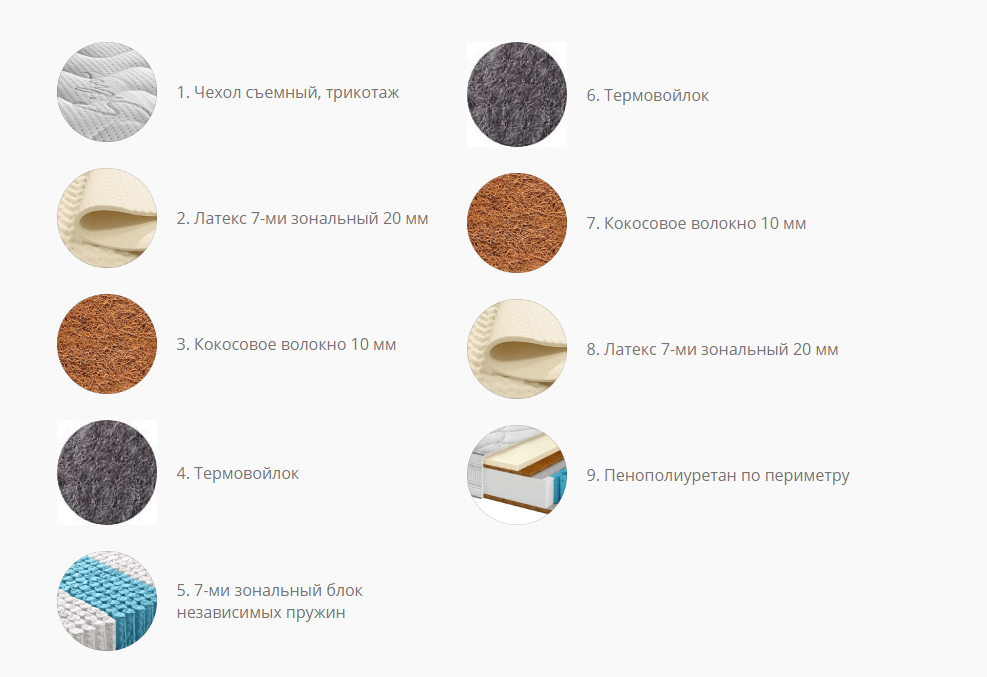 1. Чехол съемный, трикотаж
2. Латекс 7-ми зональный 20 мм
3. Кокосовое волокно 10 мм
4. Термовойлок
5. 7-ми зональный блок
независимых пружин
6. Термовойлок
7. Кокосовое волокно 10 мм
8. Латекс 7-ми зональный 20 мм
9. Пенополиуретан по периметру